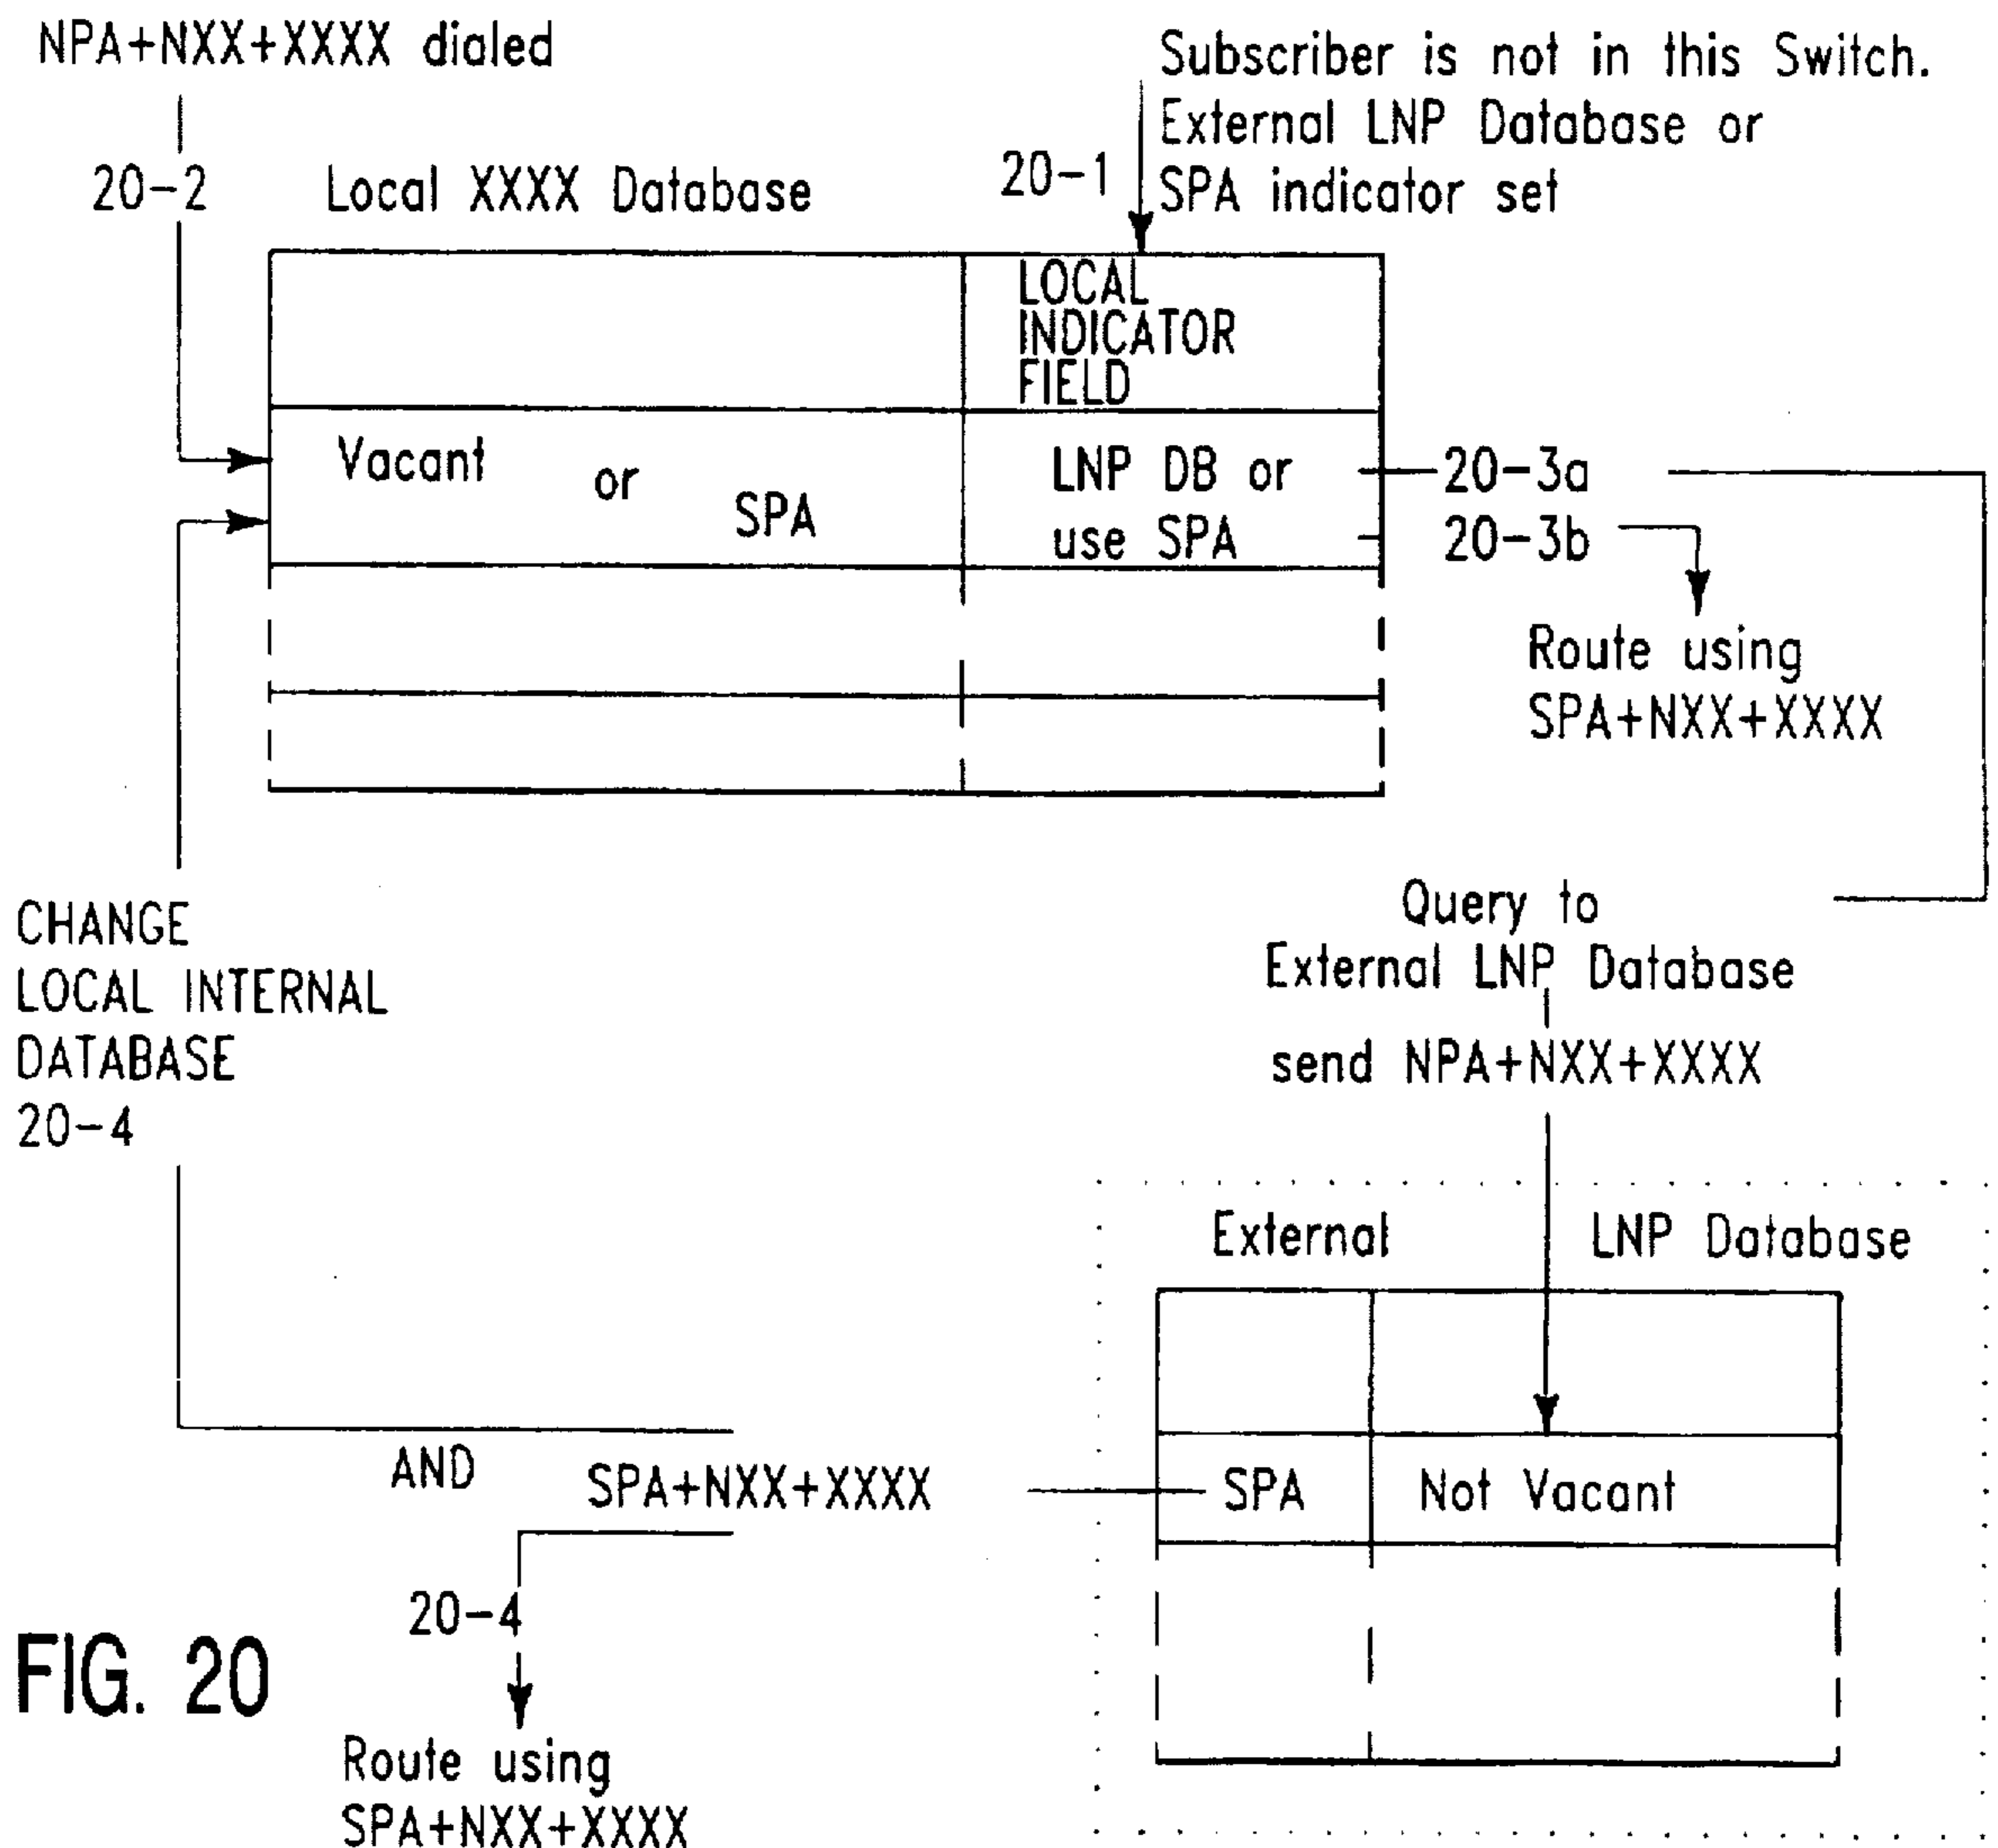 NPA+NXX+XXXX dialed
Subscriber is not in this Switch.
External LNP Database or
SPA indicator set
20-2
Local XXXX Database
20-1
LOCAL
INDICATOR
FIELD
Vacant or SPA
LNP DB or
use SPA
20-3a
20-3b
Route using
SPA+NXX+XXXX
CHANGE
LOCAL INTERNAL
DATABASE
20-4
Query to
External LNP Database
send NPA+NXX+XXXX
External LNP Database
SPA Not Vacant
AND
SPA+NXX+XXXX
20-4
Route using
SPA+NXX+XXXX
FIG. 20